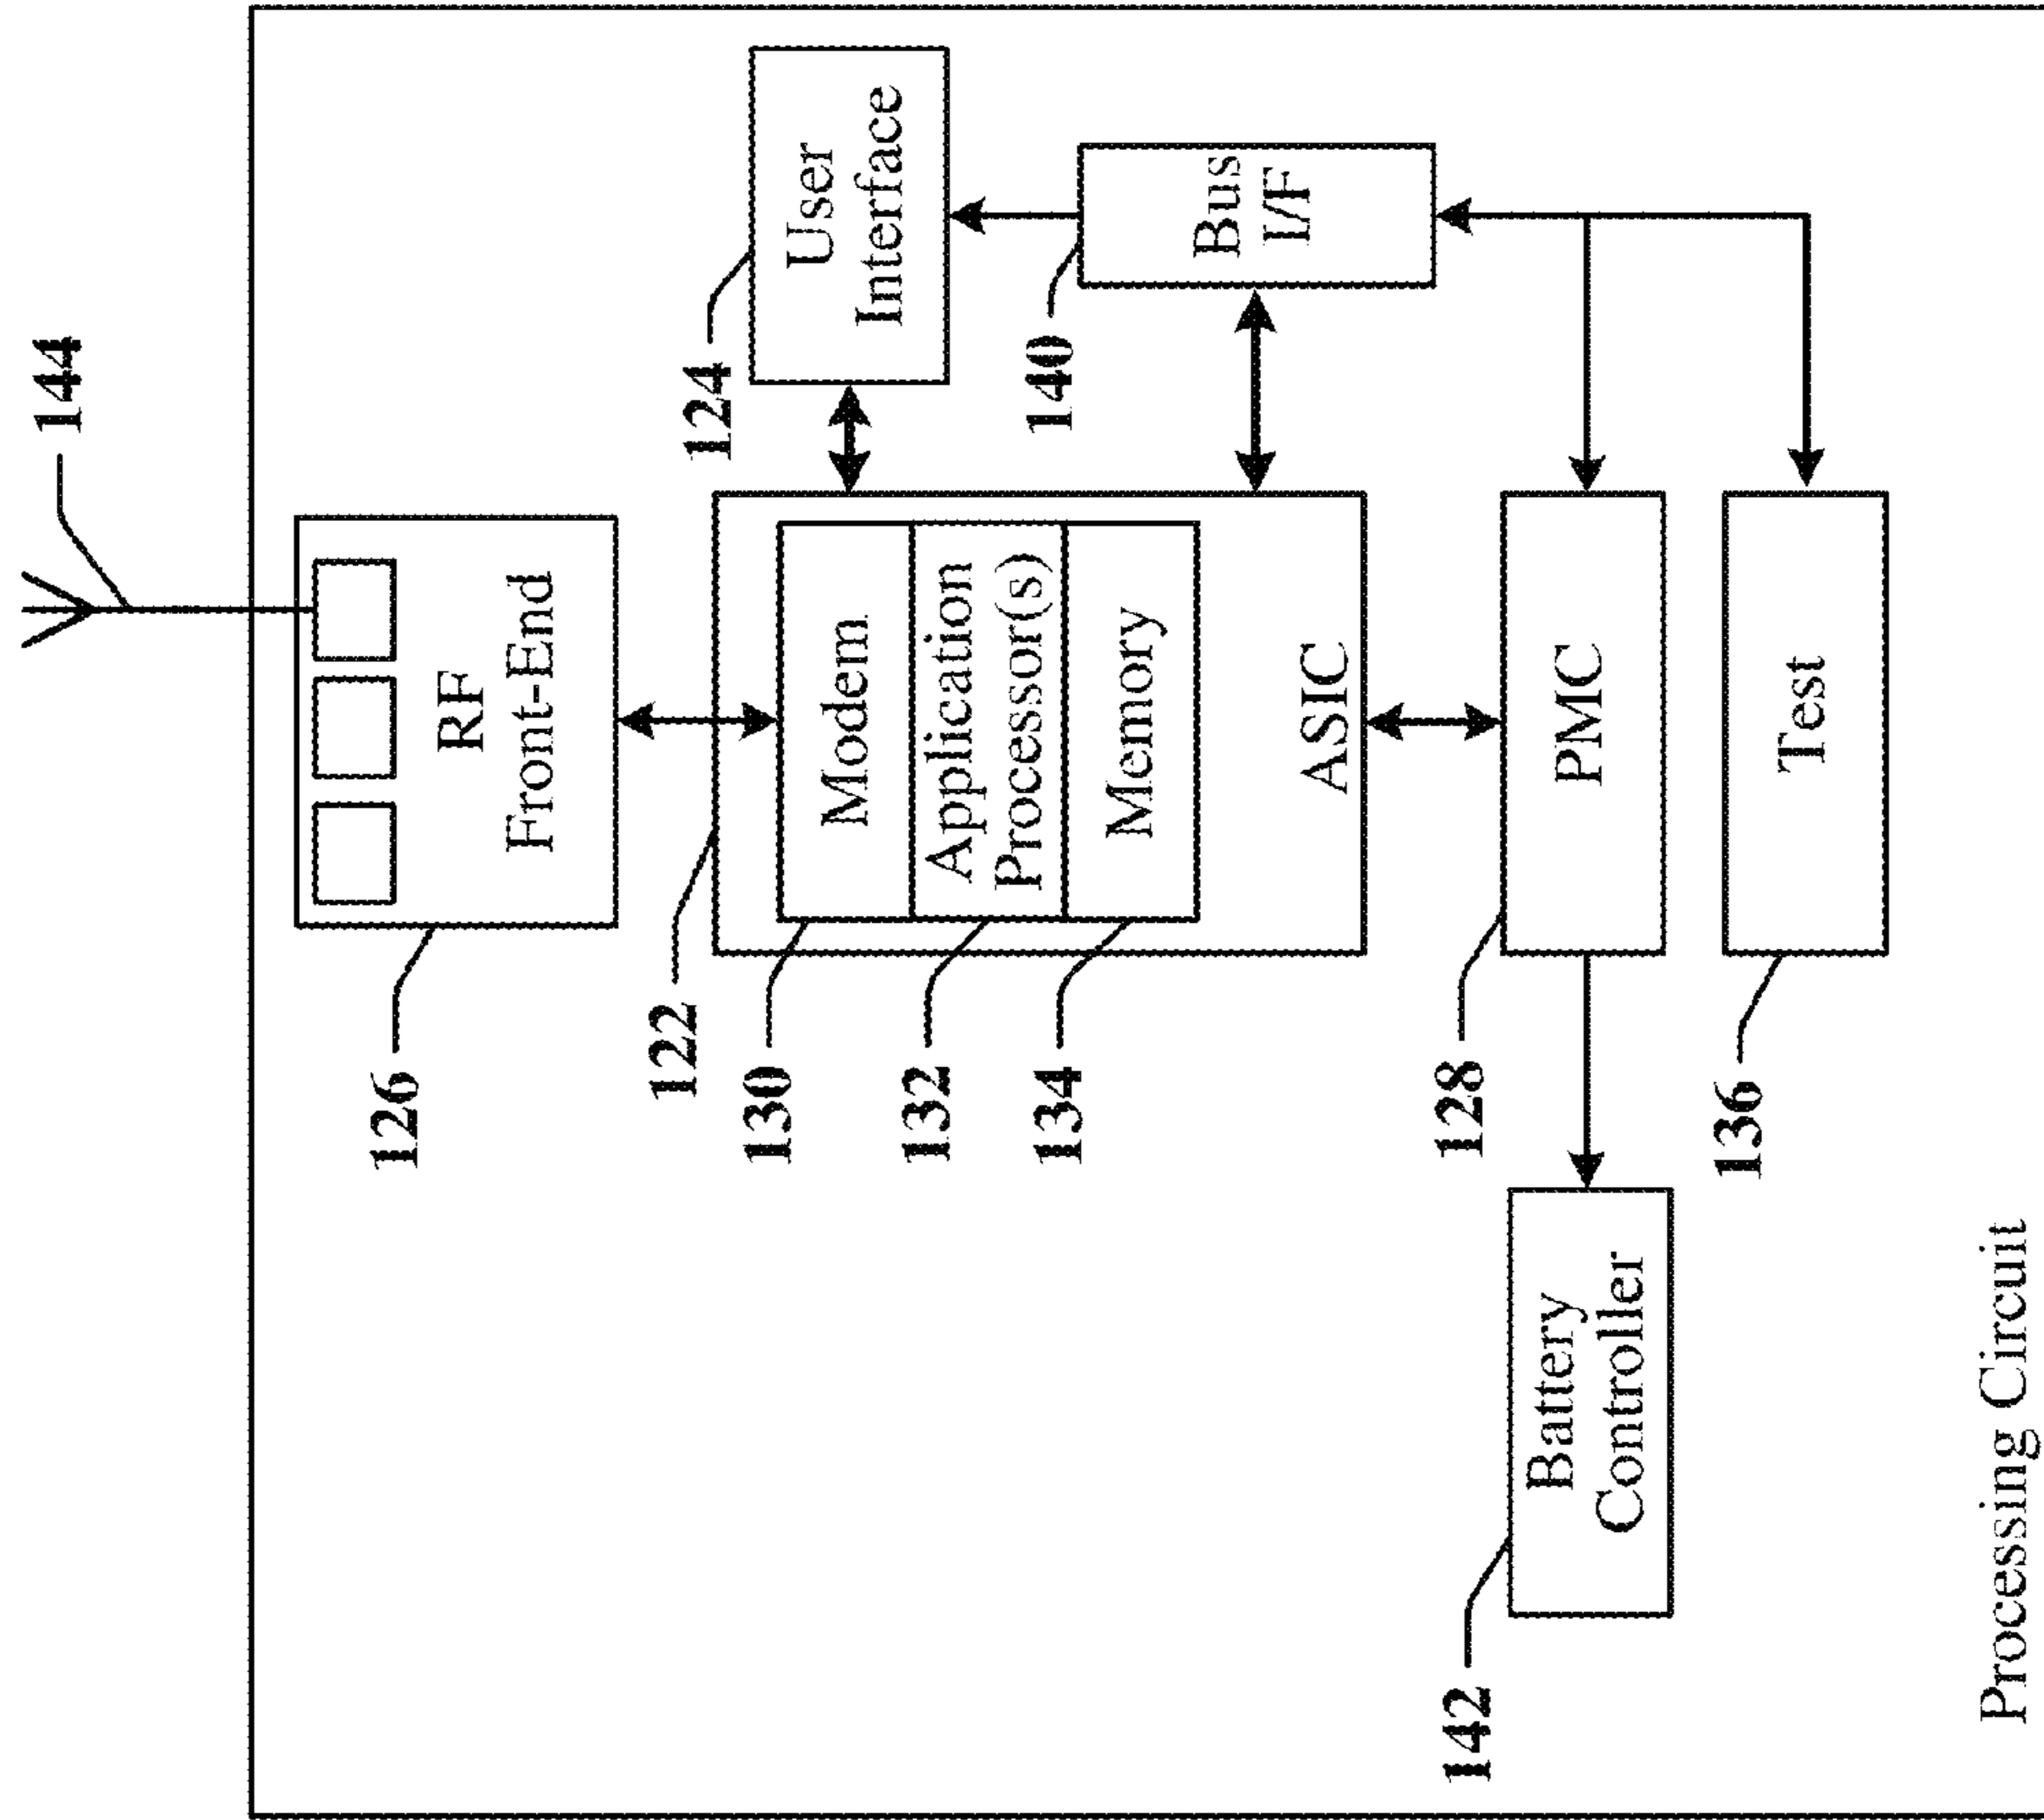 144
RF
Front-End
126
User
Interface
124
122
Modem
130
Application
Processor(s)
132
Memory
134
ASIC
Bus
I/F
140
PMC
128
Test
136
Battery
Controller
142
Processing Circuit